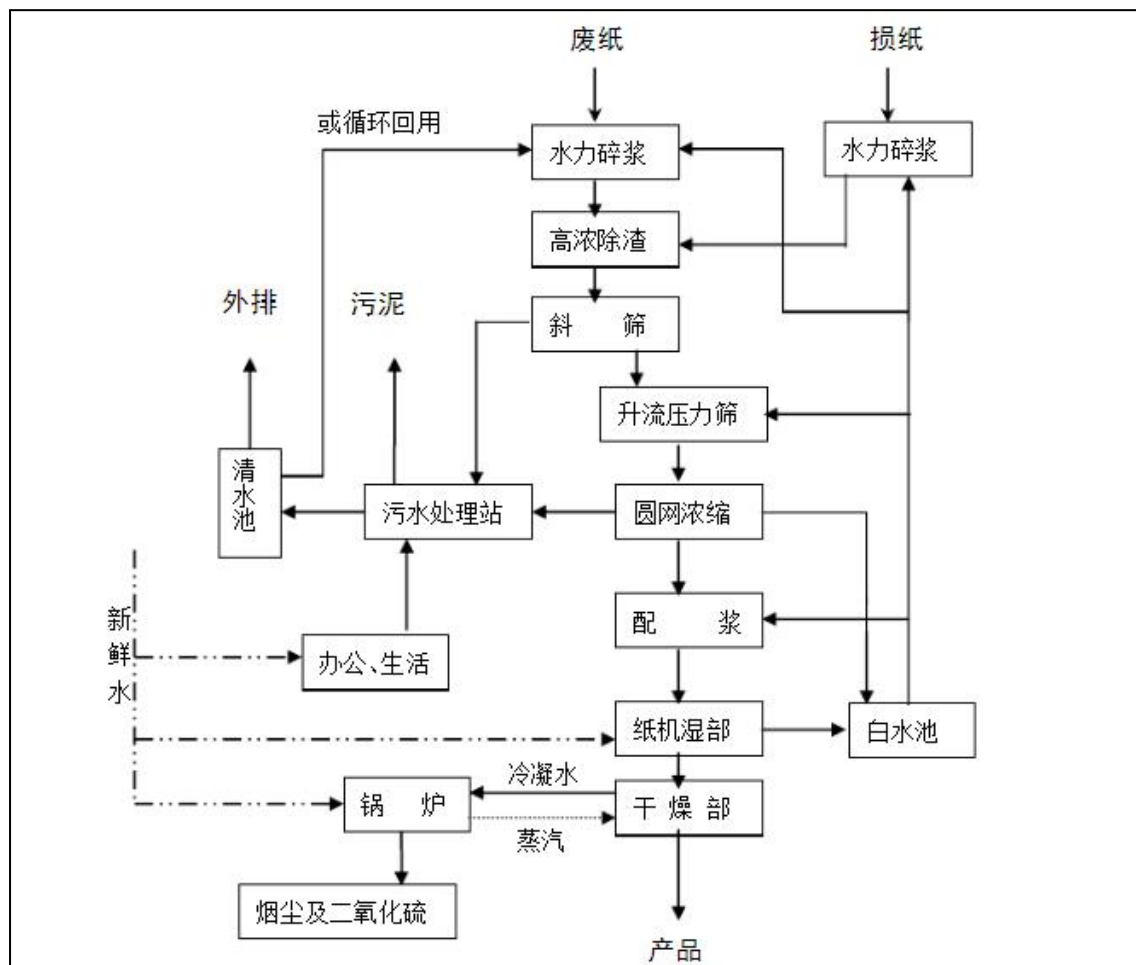 废纸
损纸
或循环回用
水力碎浆
水力碎浆
高浓除渣
外排
污泥
斜 筛
升流压力筛
清水池
污水处理站
圆网浓缩
新鲜水
配 浆
办公、生活
纸机湿部
白水池
冷凝水
锅 炉
干 燥 部
蒸汽
烟尘及二氧化硫
产品